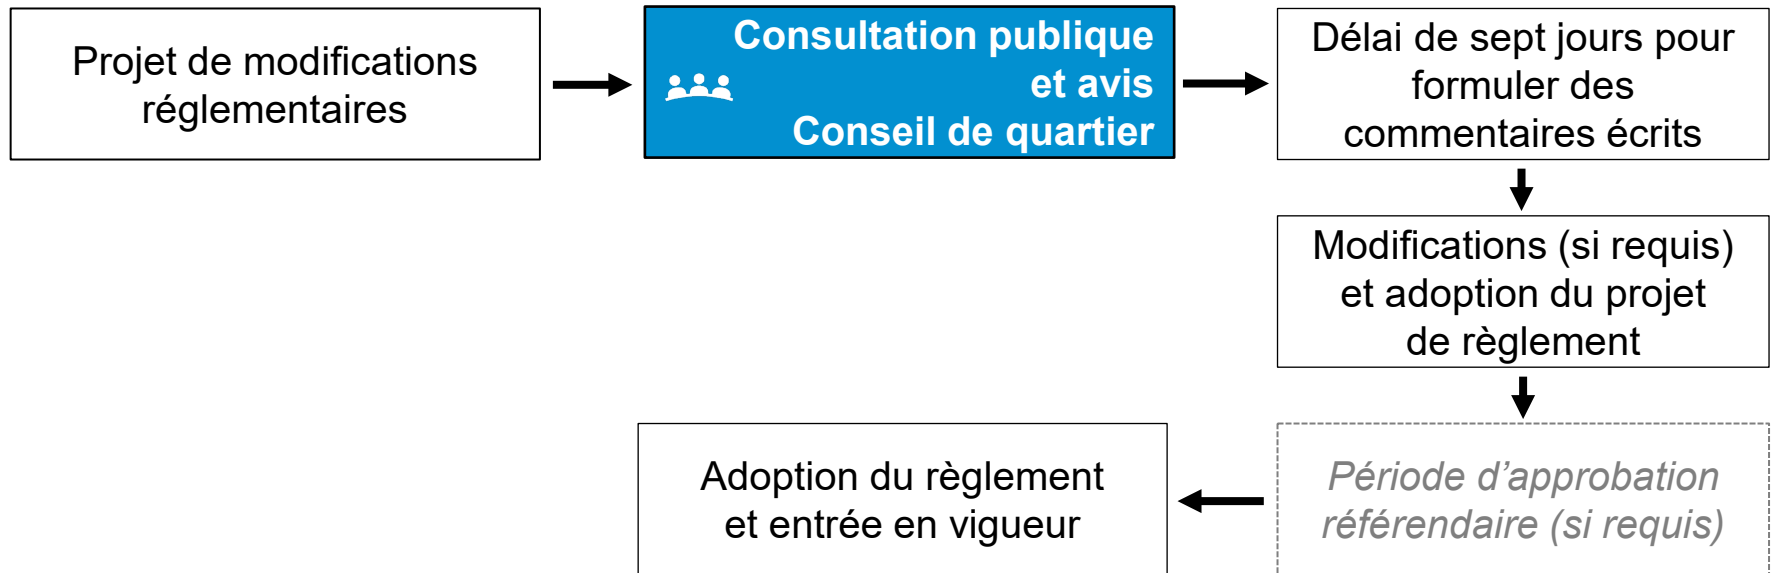 Projet de modifications
réglementaires
Consultation publique
et avis
Conseil de quartier
Délai de sept jours pour
formuler des
commentaires écrits
Modifications (si requis)
et adoption du projet
de règlement
Période d’approbation
référendaire (si requis)
Adoption du règlement
et entrée en vigueur